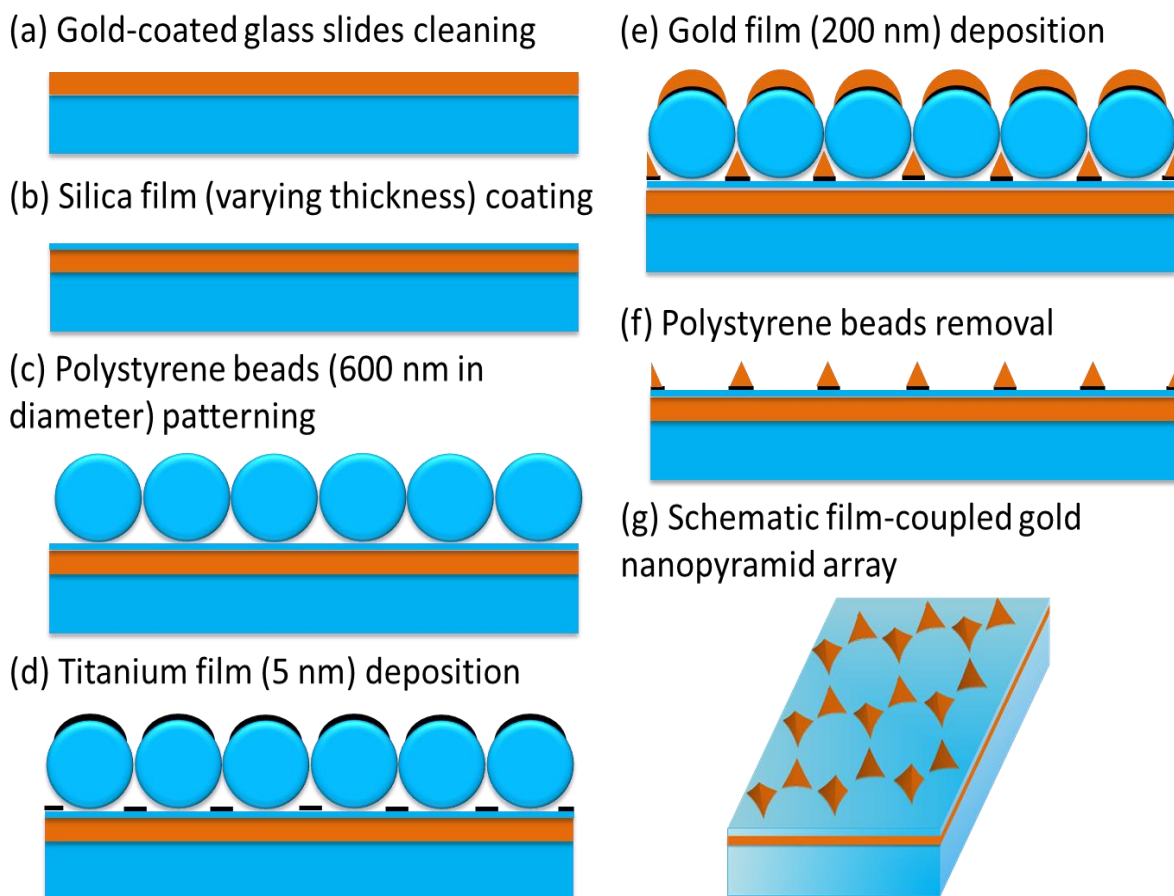 (a) Gold-coated glass slides cleaning
(b) Silica film (varying thickness) coating
(c) Polystyrene beads (600 nm in
diameter) patterning
(d) Titanium film (5 nm) deposition
(e) Gold film (200 nm) deposition
(f) Polystyrene beads removal
(g) Schematic film-coupled gold
nanopyramid array